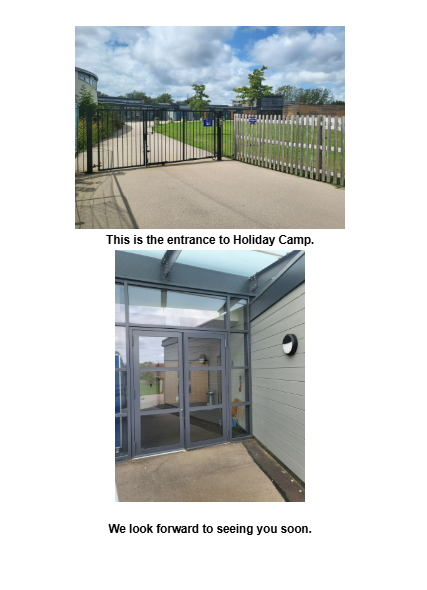 This is the entrance to Holiday Camp.
We look forward to seeing you soon.